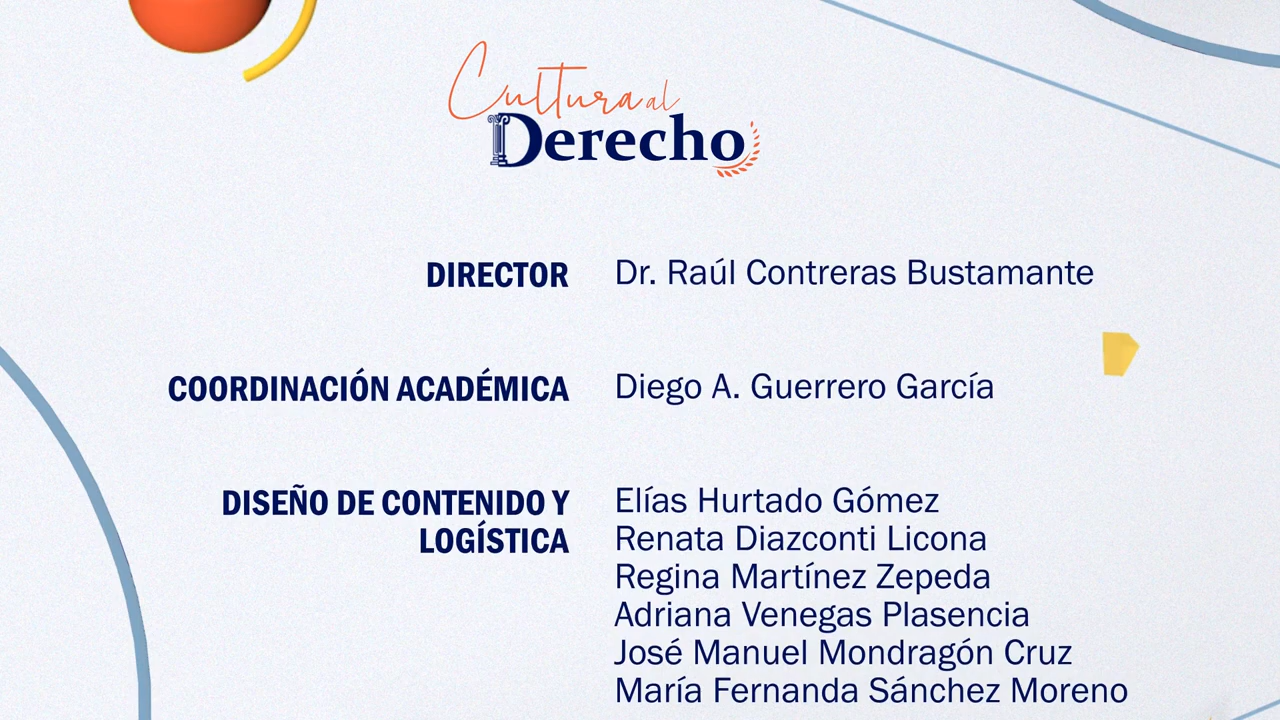 Cultura al
Derecho
DIRECTOR Dr. Raúl Contreras Bustamante
COORDINACIÓN ACADÉMICA Diego A. Guerrero García
DISEÑO DE CONTENIDO Y Elías Hurtado Gómez
LOGÍSTICA Renata Diazconti Licona
Regina Martínez Zepeda
Adriana Venegas Plasencia
José Manuel Mondragón Cruz
María Fernanda Sánchez Moreno